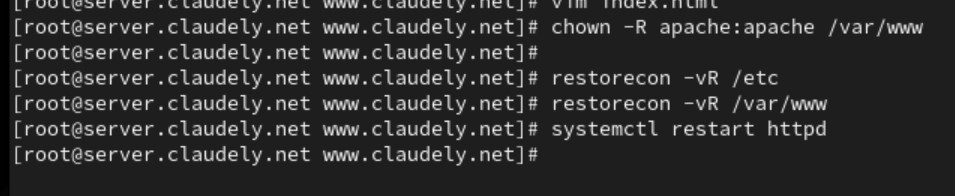 [root@server.claudely.net www.claudely.net]# vim index.html
[root@server.claudely.net www.claudely.net]# chown -R apache:apache /var/www
[root@server.claudely.net www.claudely.net]#
[root@server.claudely.net www.claudely.net]# restorecon -vR /etc
[root@server.claudely.net www.claudely.net]# restorecon -vR /var/www
[root@server.claudely.net www.claudely.net]# systemctl restart httpd
[root@server.claudely.net www.claudely.net]#